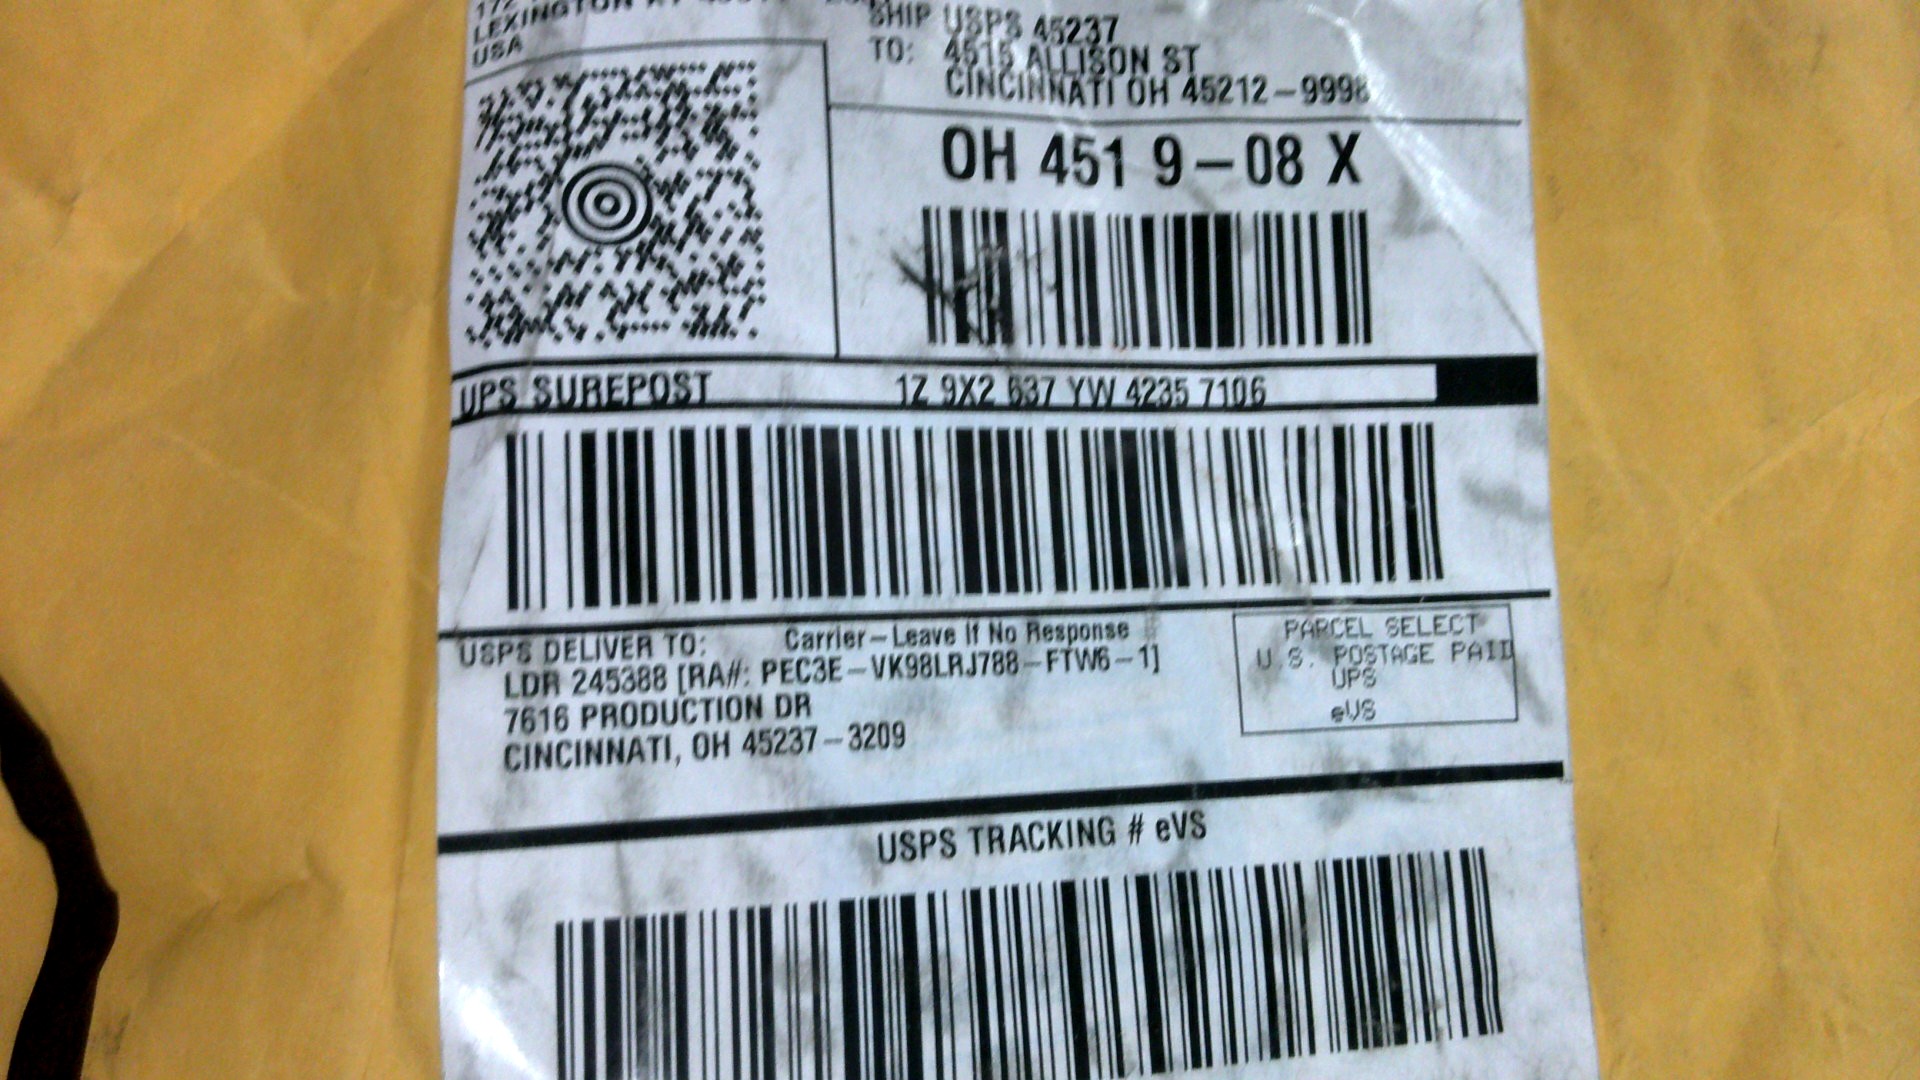 LEXINGTON KY
USA
SHIP TO:
USPS 45237
4515 ALLISON ST
CINCINNATI OH 45212-9998
OH 451 9-08 X
UPS SUREPOST 1Z 9X2 637 YW 4235 7106
USPS DELIVER TO: Carrier-Leave If No Response
LDR 245388 [RA#: PEC3E-VK98LRJ788-FTW6-1]
7616 PRODUCTION DR
CINCINNATI, OH 45237-3209
PARCEL SELECT
U.S. POSTAGE PAID
UPS
eVS
USPS TRACKING # eVS